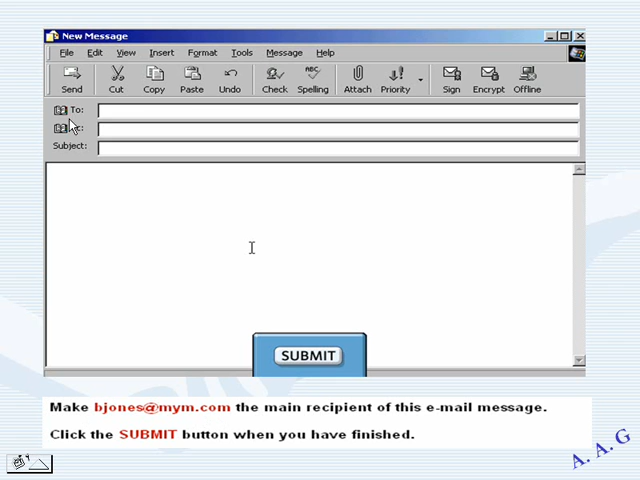 New Message
File Edit View Insert Format Tools Message Help
Send Cut Copy Paste Undo Check Spelling Attach Priority Sign Encrypt Offline
To:
Subject:
SUBMIT
Make bjones@mym.com the main recipient of this e-mail message.
Click the SUBMIT button when you have finished.
A. A. G